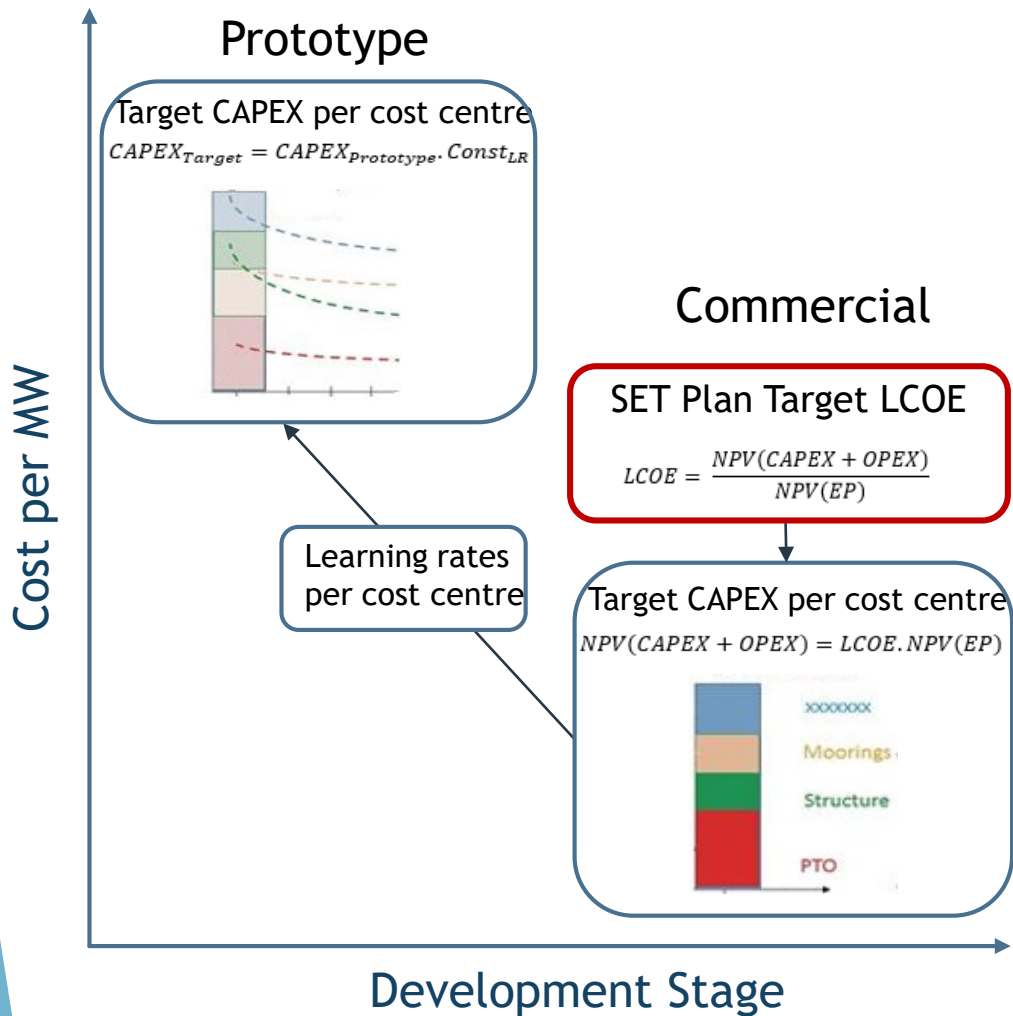 Prototype
Target CAPEX per cost centre
CAPEX_Target = CAPEX_Prototype. Const_LR
Commercial
SET Plan Target LCOE
LCOE = NPV(CAPEX + OPEX) / NPV(EP)
Learning rates
per cost centre
Target CAPEX per cost centre
NPV(CAPEX + OPEX) = LCOE. NPV(EP)
xxxxxxx
Moorings
Structure
PTO
Cost per MW
Development Stage